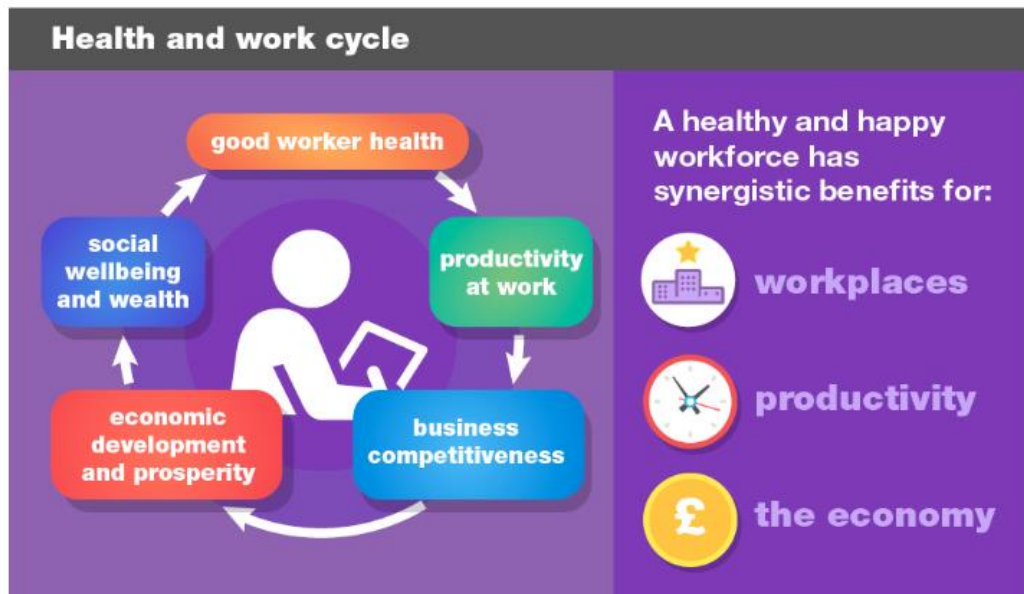 Health and work cycle
good worker health
productivity
at work
business
competitiveness
economic
development
and prosperity
social
wellbeing
and wealth
A healthy and happy
workforce has
synergistic benefits for:
workplaces
productivity
£
the economy